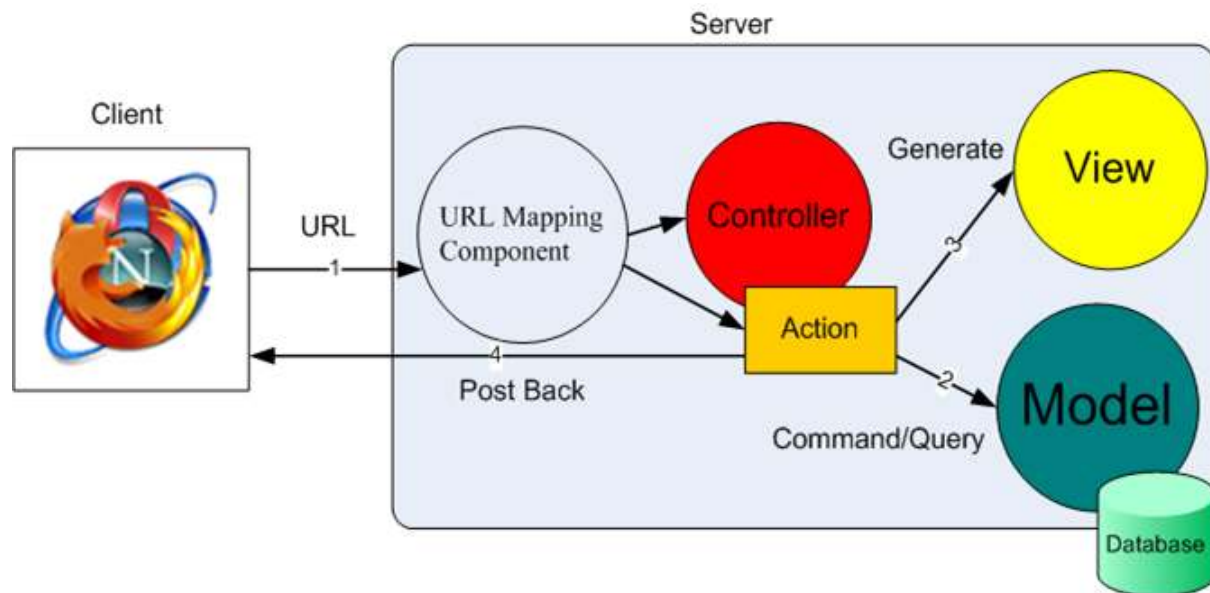 Server
Client
URL
1
N
URL Mapping
Component
Controller
Action
Generate
View
3
2
Model
Command/Query
4
Post Back
Database